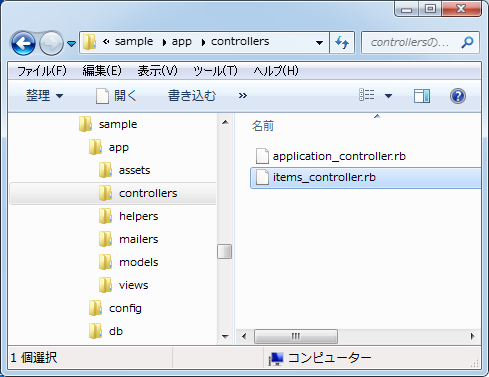 « sample ▸ app ▸ controllers
controllersの...
ファイル(F) 編集(E) 表示(V) ツール(T) ヘルプ(H)
整理 開く 書き込む »
sample
app
assets
controllers
helpers
mailers
models
views
config
db
名前
application_controller.rb
items_controller.rb
1 個選択
コンピューター